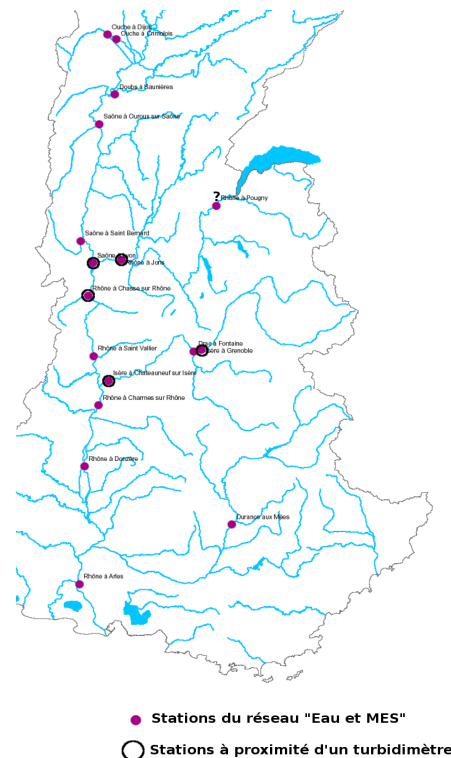 Ouche à Dijon
Ouche à Crimolois
Doubs à Saunières
Saône à Ouroux sur Saône
?
Rhône à Pougny
Saône à Saint Bernard
Saône à Lyon
Rhône à Jons
Rhône à Chasse sur Rhône
Drac à Fontaine
Isère à Grenoble
Rhône à Saint Vallier
Isère à Chateauneuf sur Isère
Rhône à Charmes sur Rhône
Rhône à Donzère
Durance aux Mées
Rhône à Arles
Stations du réseau "Eau et MES"
Stations à proximité d'un turbidimètre